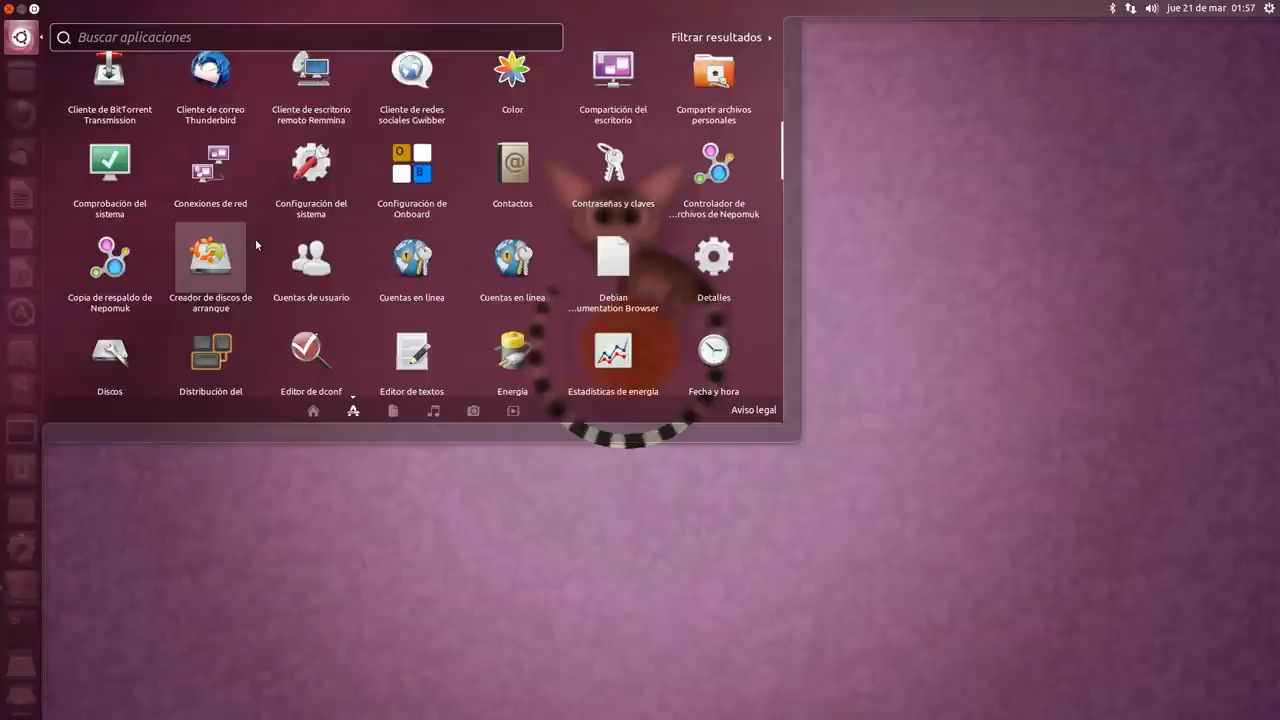 jue 21 de mar 01:57
Buscar aplicaciones
Filtrar resultados
Cliente de BitTorrent
Transmission
Cliente de correo
Thunderbird
Cliente de escritorio
remoto Remmina
Cliente de redes
sociales Gwibber
Color
Compartición del
escritorio
Compartir archivos
personales
Comprobación del
sistema
Conexiones de red
Configuración del
sistema
Configuración de
Onboard
Contactos
Contraseñas y claves
Controlador de
...rchivos de Nepomuk
Copia de respaldo de
Nepomuk
Creador de discos de
arranque
Cuentas de usuario
Cuentas en línea
Cuentas en línea
Debian
...umentation Browser
Detalles
Discos
Distribución del
Editor de dconf
Editor de textos
Energía
Estadísticas de energía
Fecha y hora
Aviso legal